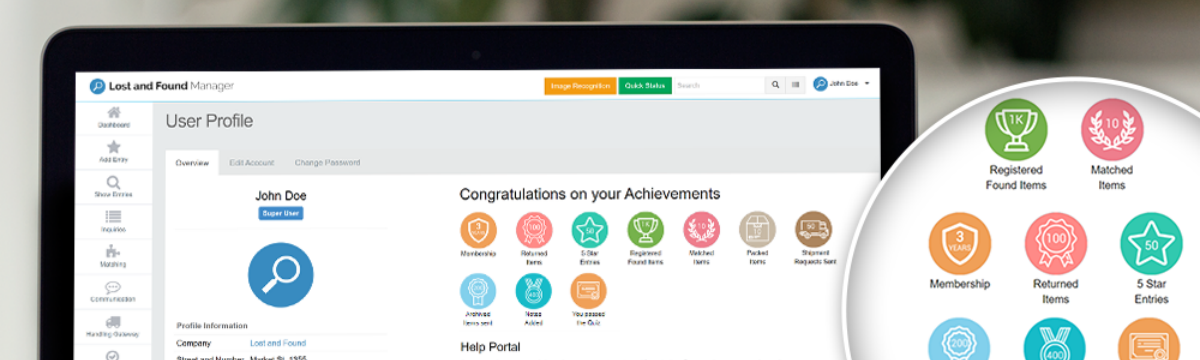 Lost and Found Manager
Image Recognition
Quick Status
Search
John Doe
Dashboard
Add Entry
Show Entries
Inquiries
Matching
Communication
Handling Gateway
User Profile
Overview
Edit Account
Change Password
John Doe
Super User
Profile Information
Company
Lost and Found
Street and Number
Market St. 1355
Congratulations on your Achievements
3
Membership
100
Returned
Items
50
5 Star
Entries
1K
Registered
Found Items
10
Matched
Items
Packed
Items
50
Shipment
Requests Sent
200
Archived
Items sent
400
Notes
Added
You passed
the Quiz
Help Portal
1K
Registered
Found Items
10
Matched
Items
3
YEARS
Membership
100
Returned
Items
50
5 Star
Entries
200
400